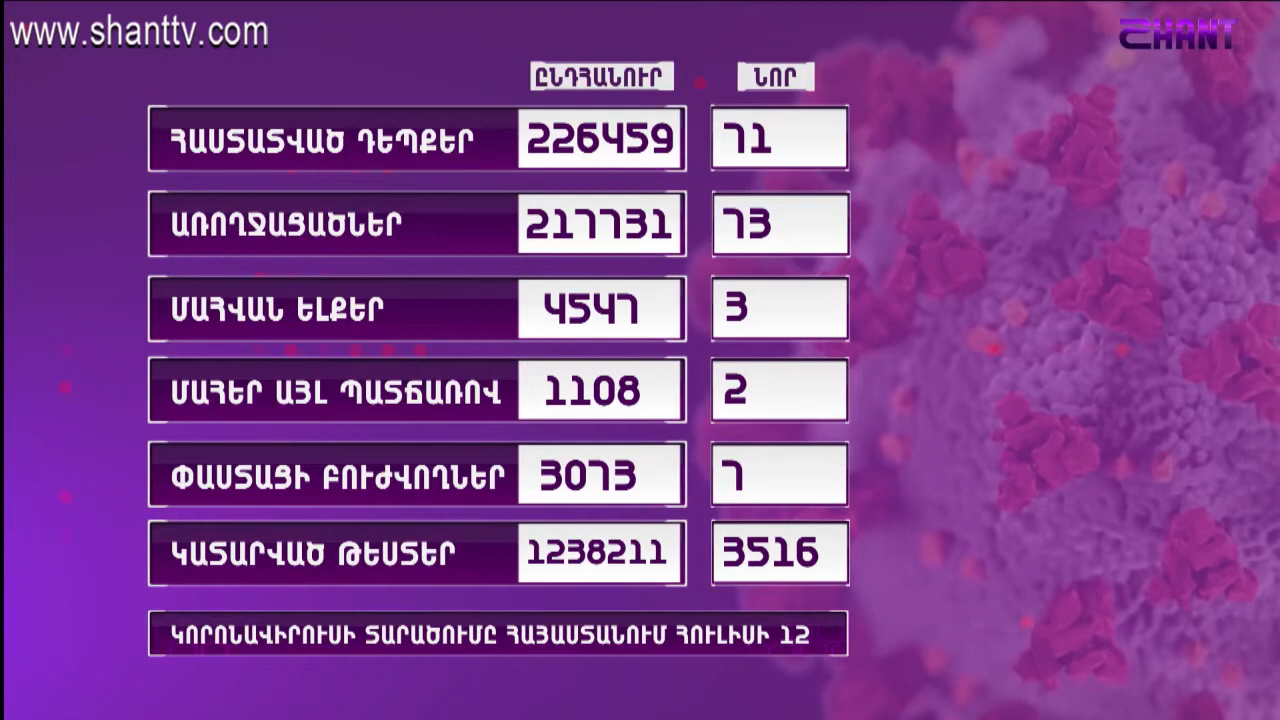 www.shanttv.com
SHANT
ԸՆԴՀԱՆՈՒՐ ՆՈՐ
ՀԱՍՏԱՏՎԱԾ ԴԵՊՔԵՐ 226459 71
ԱՌՈՂՋԱՑԱԾՆԵՐ 217731 73
ՄԱՀՎԱՆ ԵԼՔԵՐ 4547 3
ՄԱՀԵՐ ԱՅԼ ՊԱՏՃԱՌՈՎ 1108 2
ՓԱՍՏԱՑԻ ԲՈՒԺՎՈՂՆԵՐ 3073 7
ԿԱՏԱՐՎԱԾ ԹԵՍՏԵՐ 1238211 3516
ԿՈՐՈՆԱՎԻՐՈՒՍԻ ՏԱՐԱԾՈՒՄԸ ՀԱՅԱՍՏԱՆՈՒՄ ՀՈՒԼԻՍԻ 12